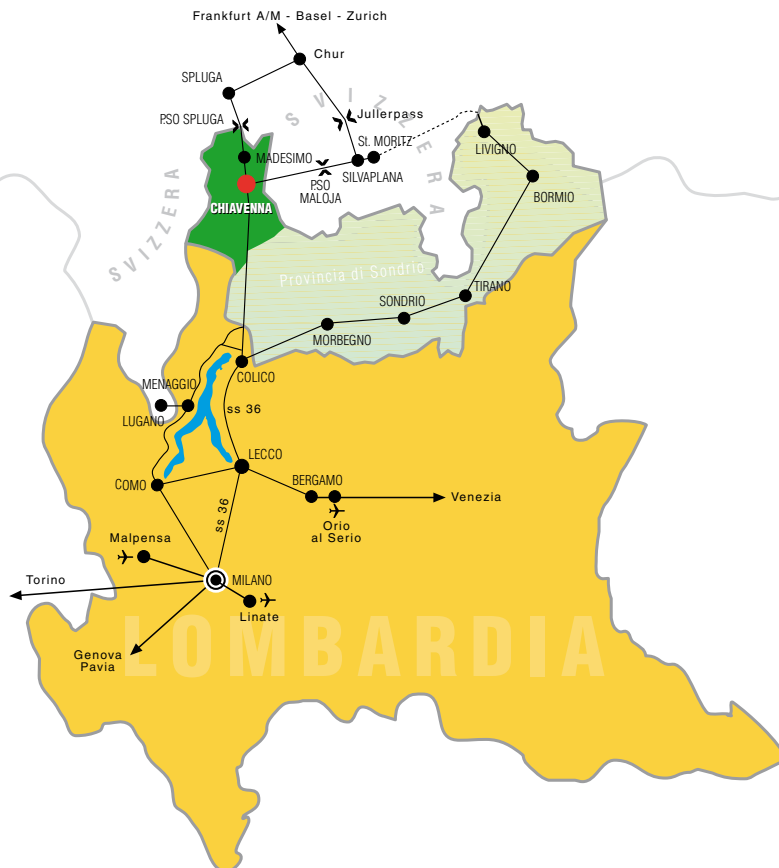 Frankfurt A/M - Basel - Zurich
Chur
SPLUGA
SVIZZERA
P.SO SPLUGA
Jullerpass
St. MORITZ
MADESIMO
LIVIGNO
SILVAPLANA
P.SO
MALOJA
BORMIO
SVIZZERA
CHIAVENNA
Provincia di Sondrio
TIRANO
SONDRIO
MORBEGNO
COLICO
MENAGGIO
ss 36
LUGANO
LECCO
COMO
BERGAMO
Venezia
ss 36
Orio
al Serio
Malpensa
Torino
MILANO
Linate
LOMBARDIA
Genova
Pavia